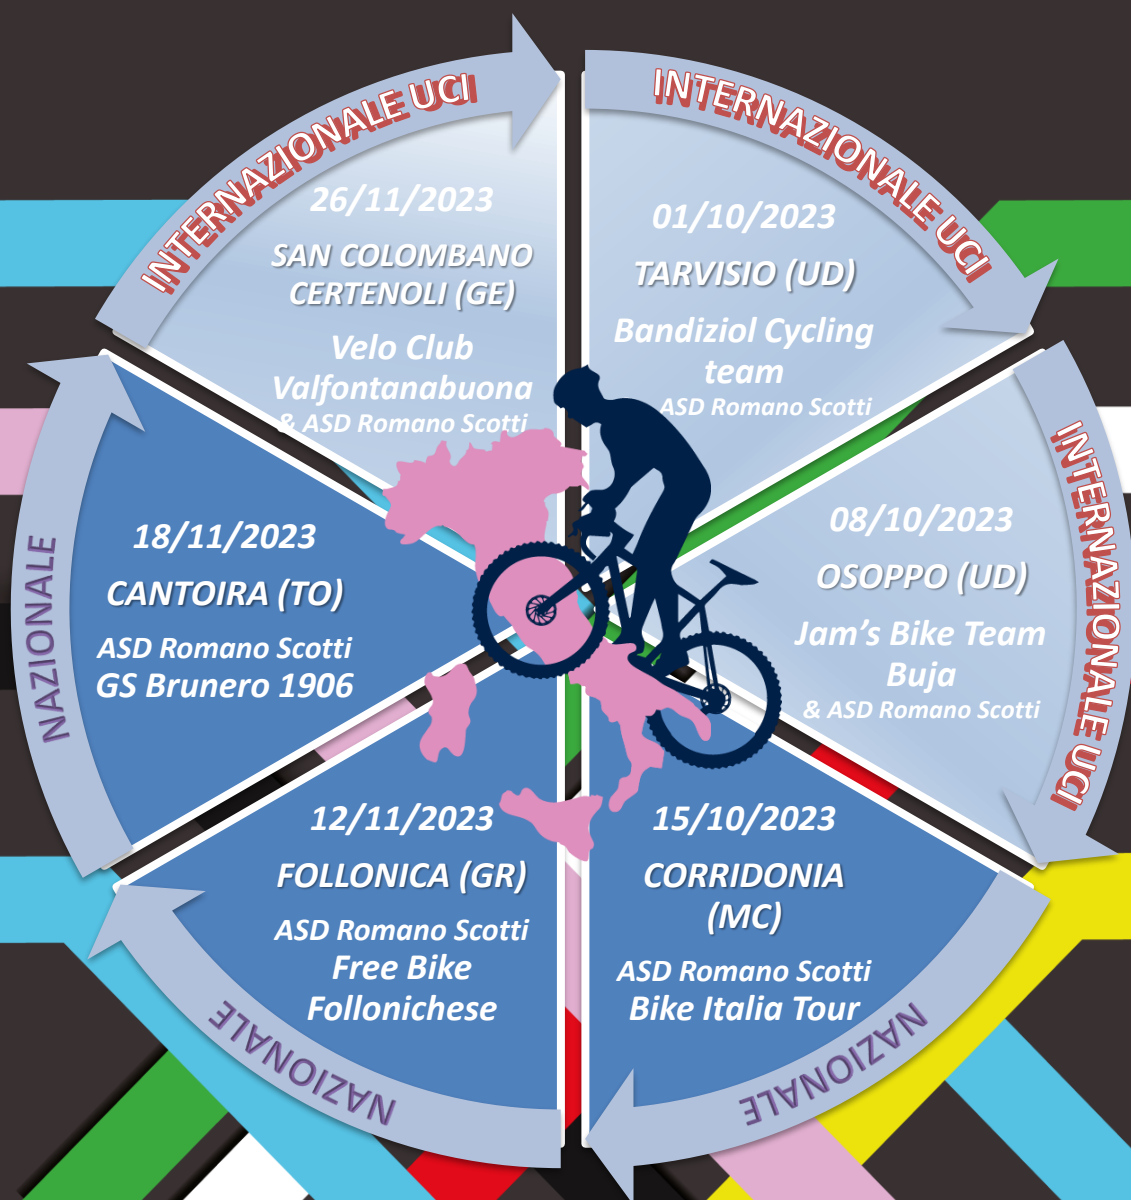 INTERNAZIONALE UCI
01/10/2023
TARVISIO (UD)
Bandiziol Cycling
team
ASD Romano Scotti
INTERNAZIONALE UCI
08/10/2023
OSOPPO (UD)
Jam’s Bike Team
Buja
& ASD Romano Scotti
NAZIONALE
15/10/2023
CORRIDONIA
(MC)
ASD Romano Scotti
Bike Italia Tour
NAZIONALE
12/11/2023
FOLLONICA (GR)
ASD Romano Scotti
Free Bike
Follonichese
NAZIONALE
18/11/2023
CANTOIRA (TO)
ASD Romano Scotti
GS Brunero 1906
INTERNAZIONALE UCI
26/11/2023
SAN COLOMBANO
CERTENOLI (GE)
Velo Club
Valfontanabuona
& ASD Romano Scotti